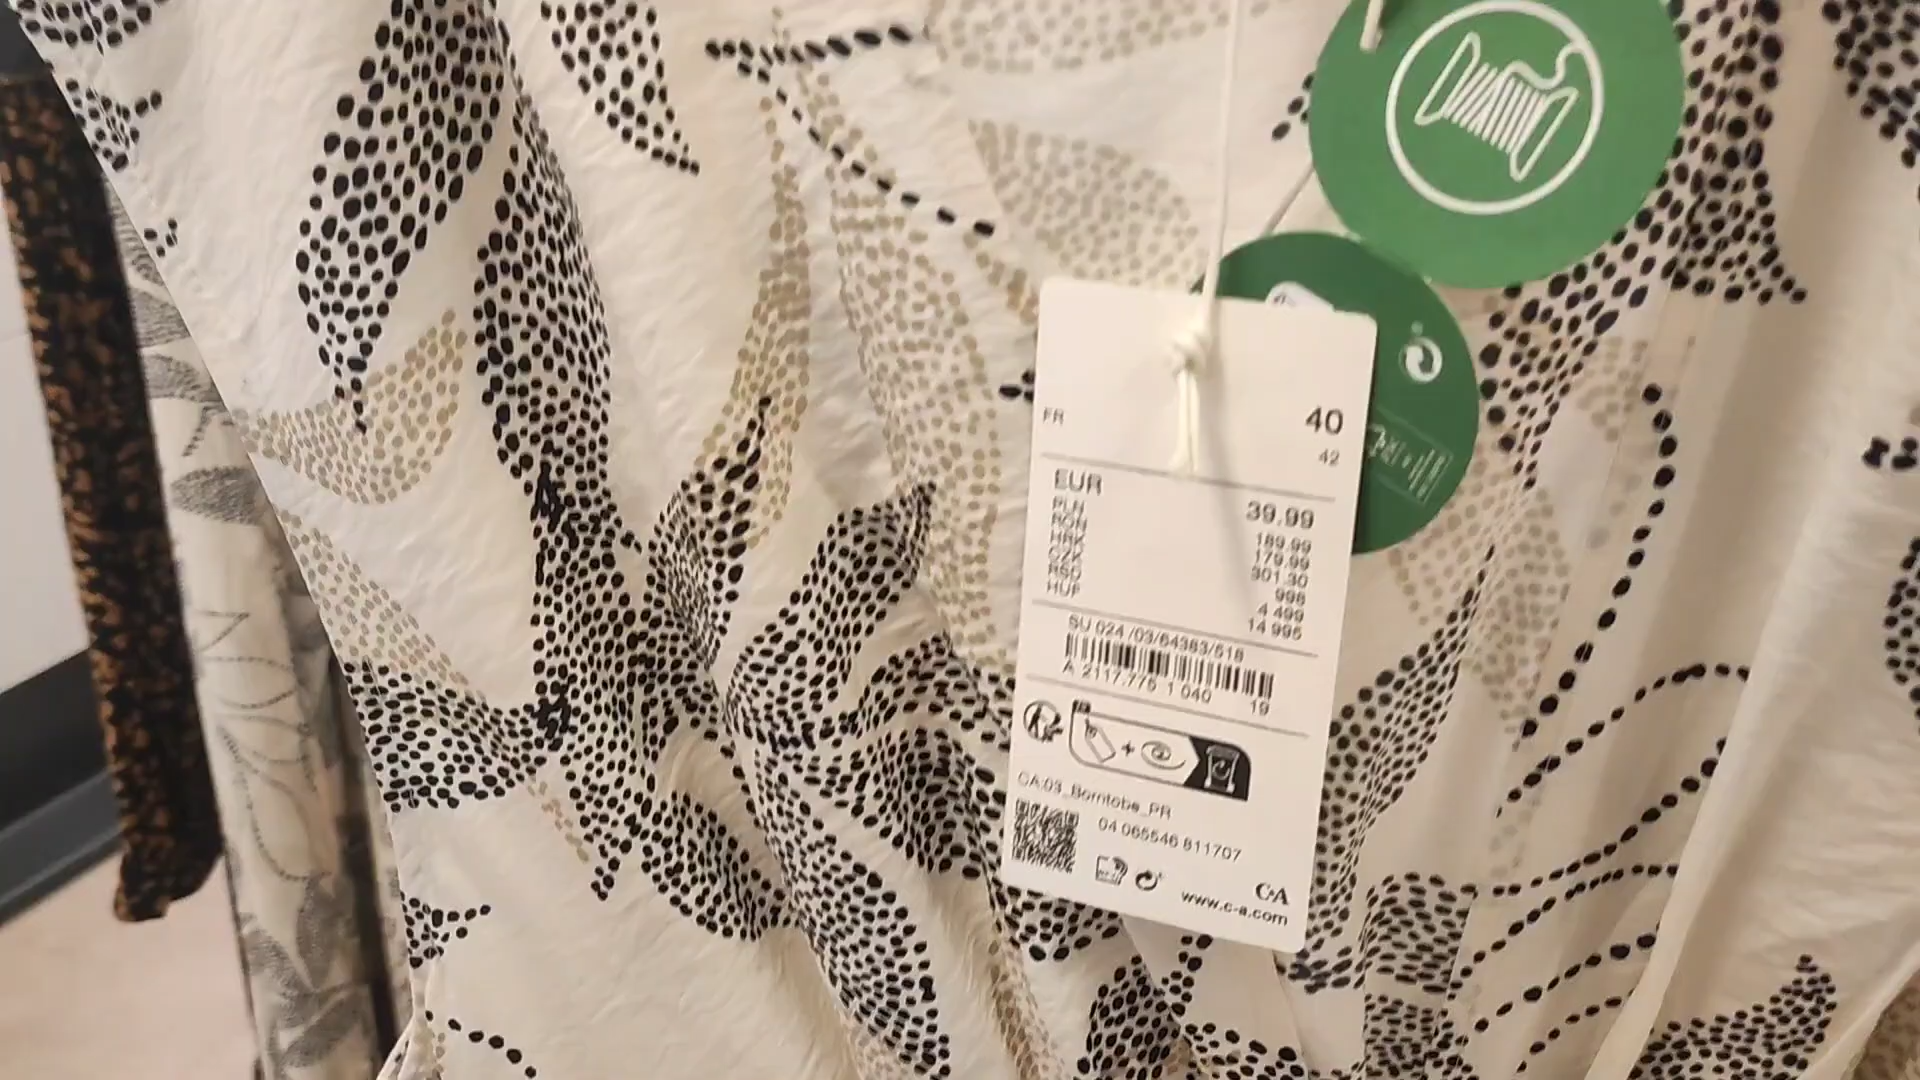 FR 40
42
EUR 39.99
PLN 189.99
RON 179.99
HRK 301.30
CZK 998
RSD 4 499
HUF 14 995
SU 024 /03/64383/518
A 2117.775 1 040 19
CA:03_Borntobe_PR
04 065546 811707
C&A
www.c-a.com